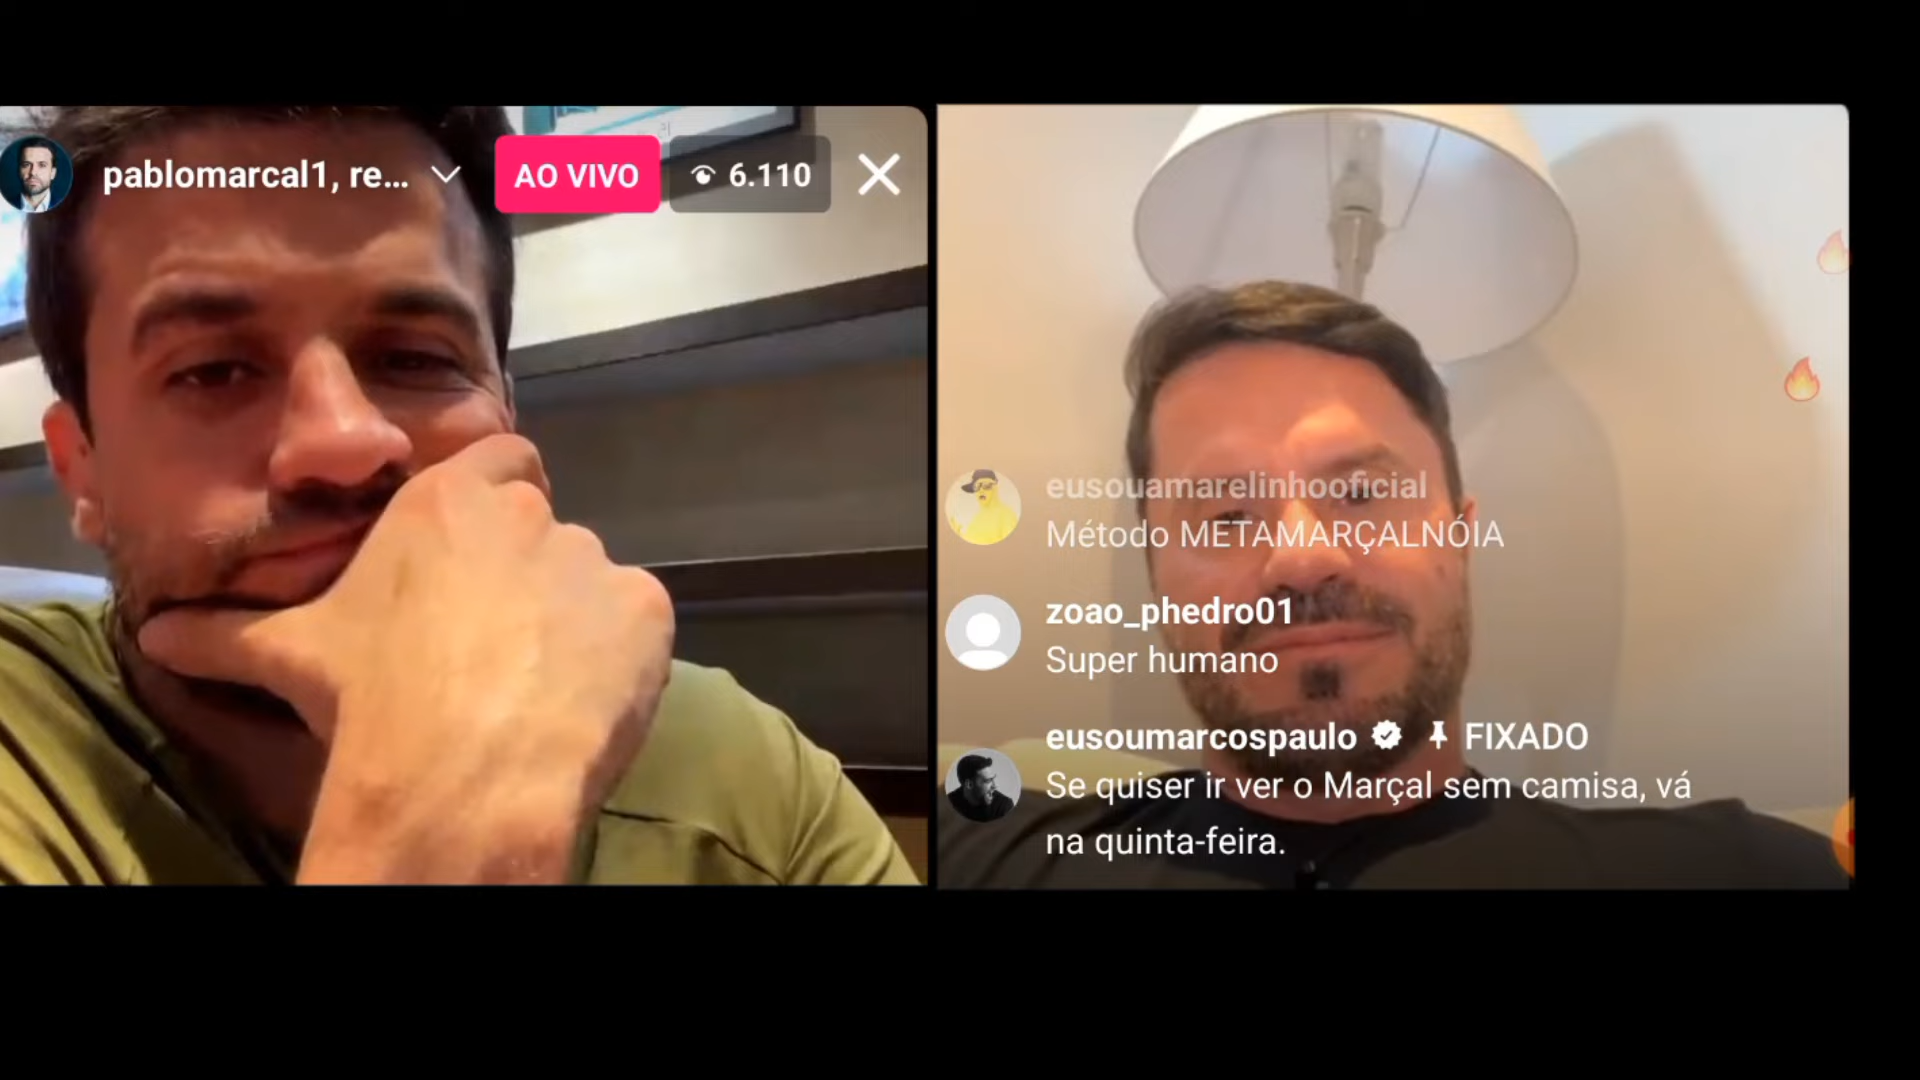 pablomarcal1, re...
AO VIVO
6.110
eusouamarelinhooficial
Método METAMARÇALNÓIA
zoao_phedro01
Super humano
eusoumarcospaulo FIXADO
Se quiser ir ver o Marçal sem camisa, vá
na quinta-feira.